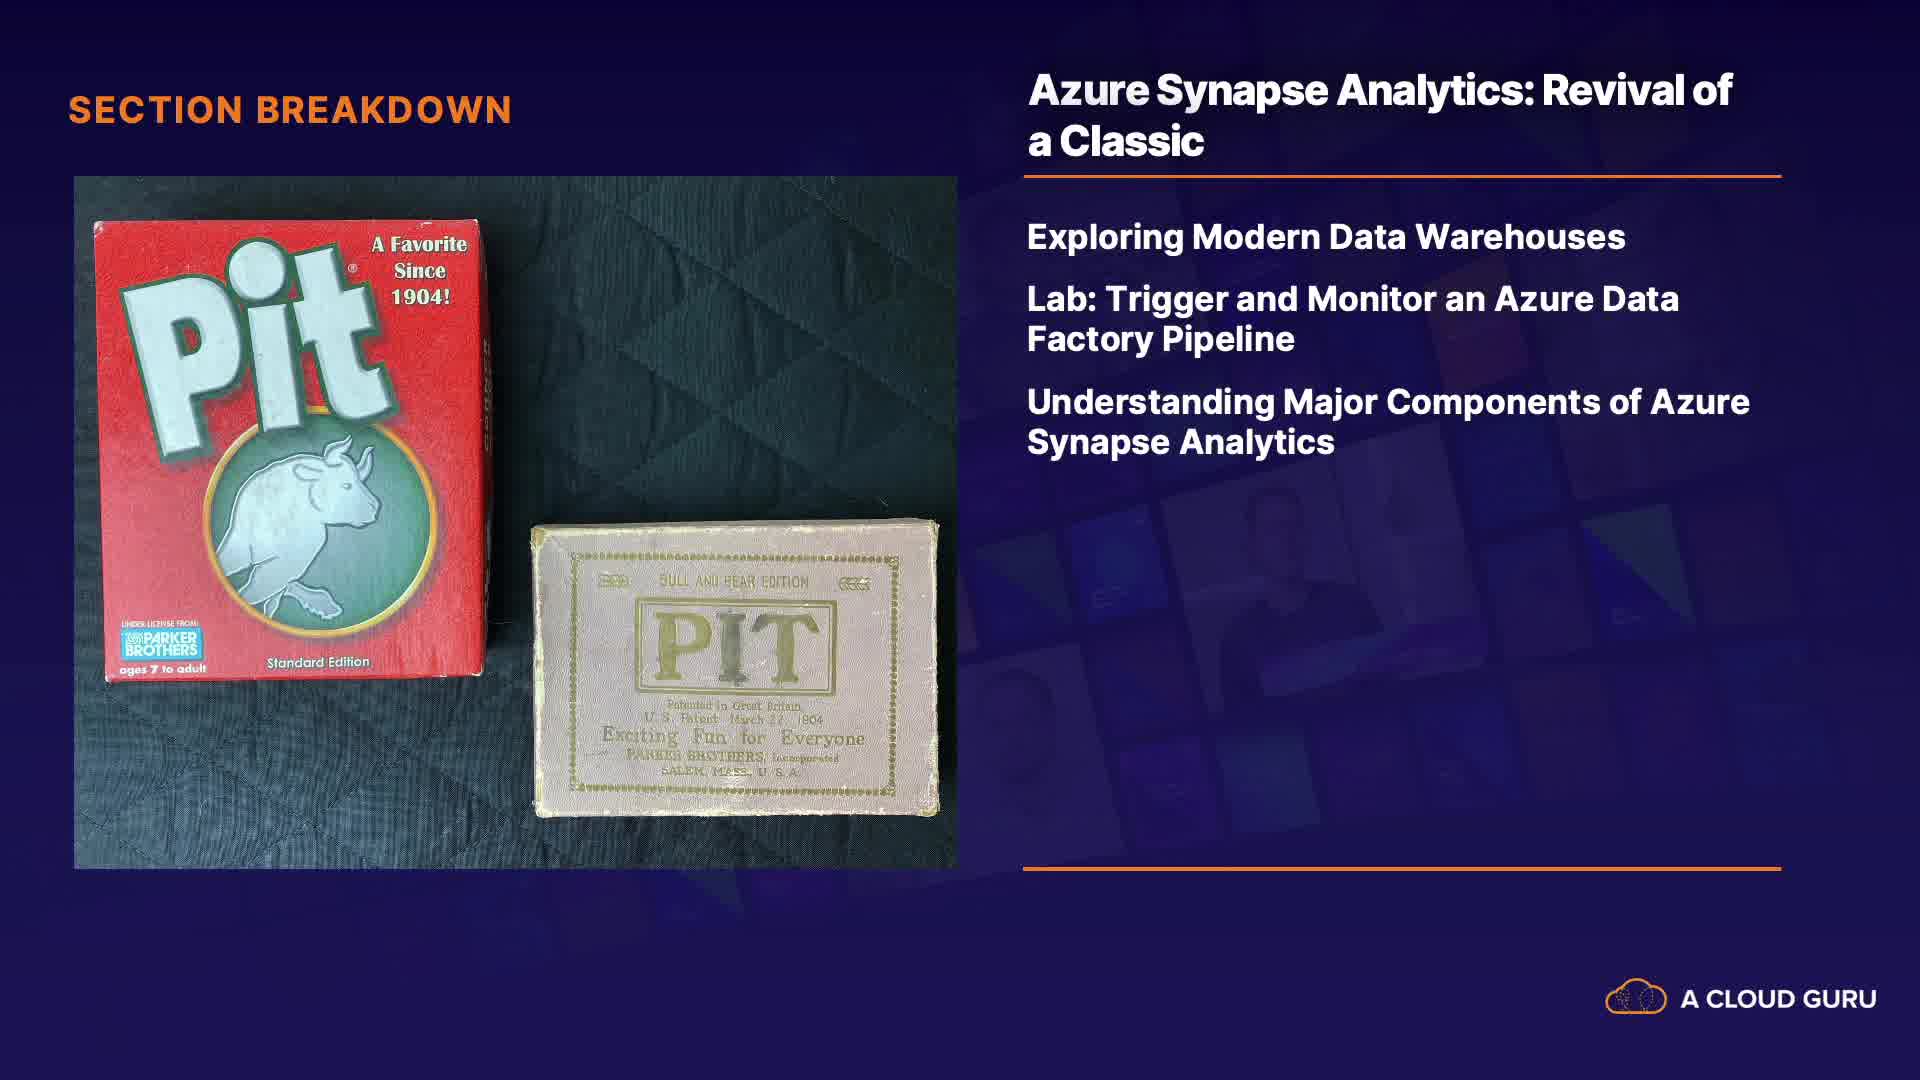 SECTION BREAKDOWN
Azure Synapse Analytics: Revival of
a Classic
Exploring Modern Data Warehouses
Lab: Trigger and Monitor an Azure Data
Factory Pipeline
Understanding Major Components of Azure
Synapse Analytics
A Favorite
Since
1904!
Pit®
UNDER LICENSE FROM:
PARKER
BROTHERS
ages 7 to adult
Standard Edition
BULL AND BEAR EDITION
PIT
Patented in Great Britain
U. S. Patent March 22, 1904
Exciting Fun for Everyone
PARKER BROTHERS, Incorporated
SALEM, MASS., U. S. A.
A CLOUD GURU